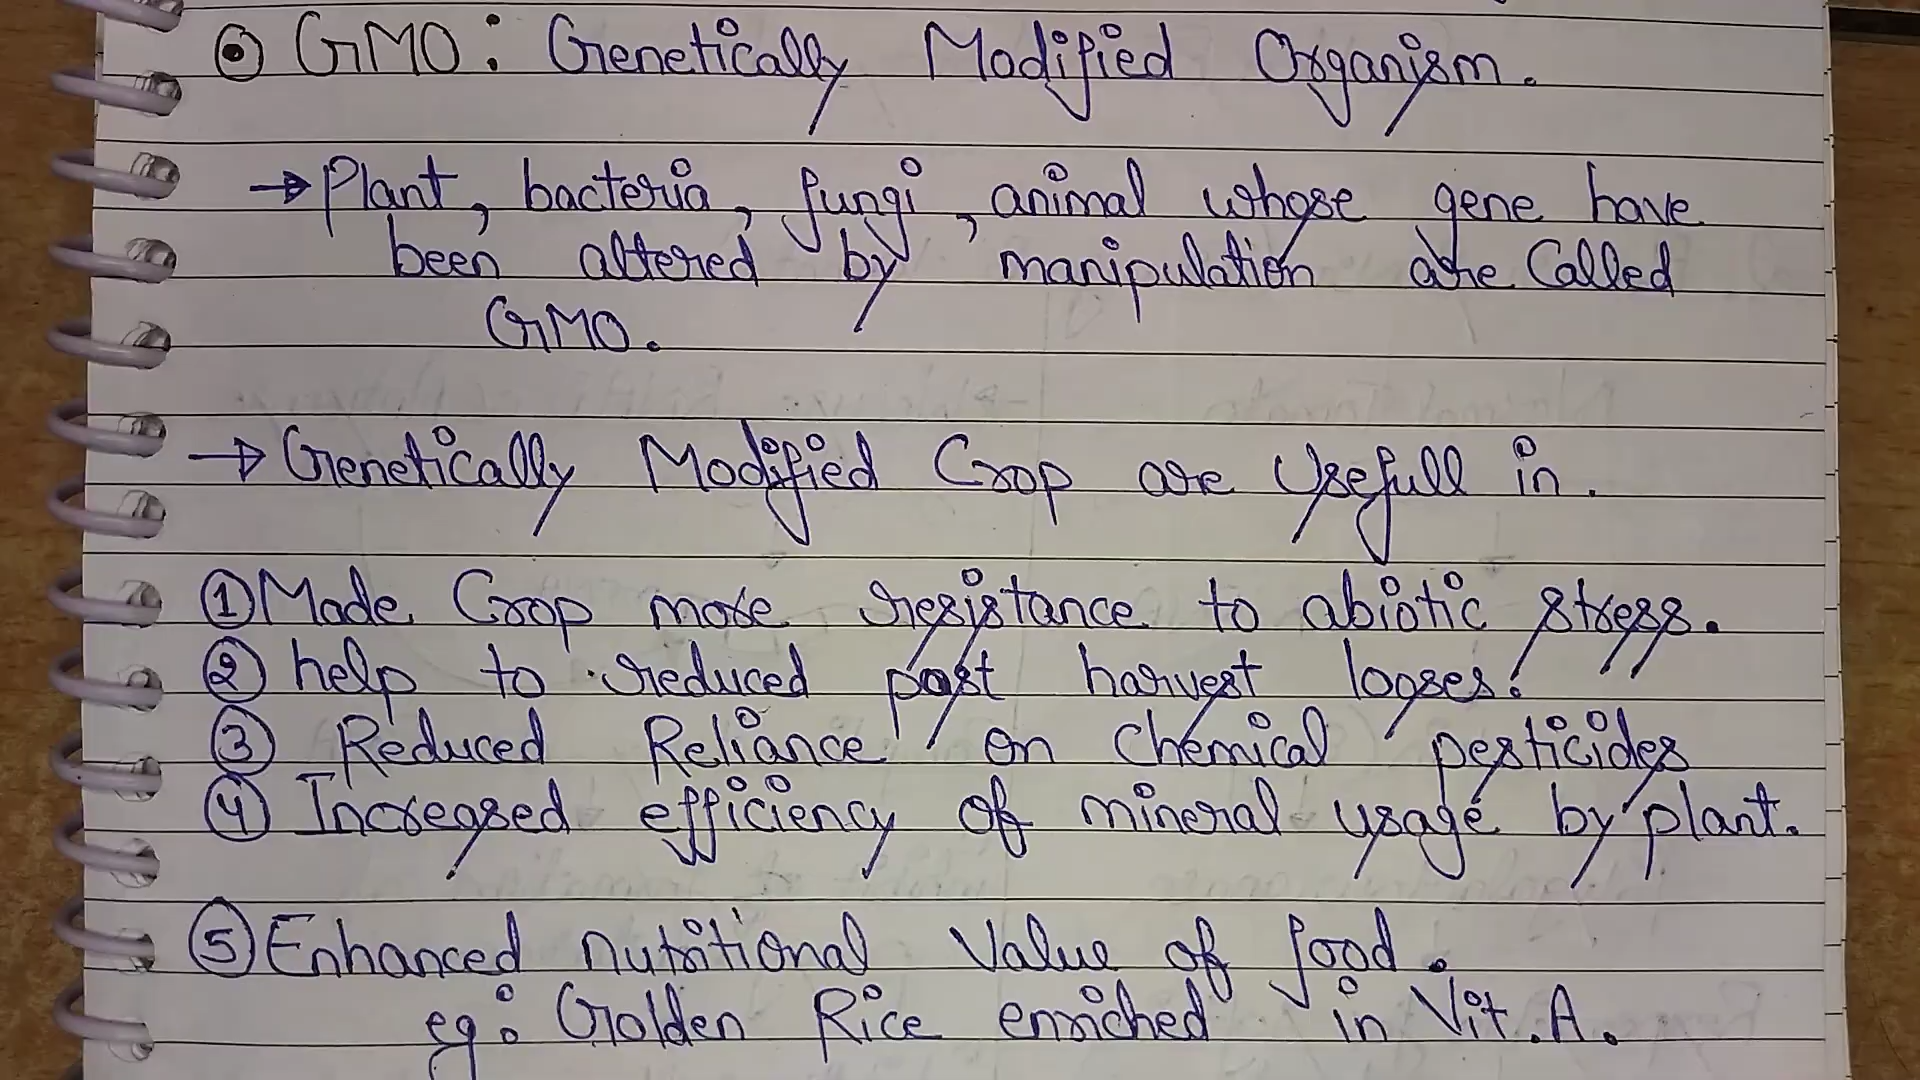 ⊙ GMO: Genetically Modified Organism.
→ Plant, bacteria, fungi, animal whose gene have
been altered by manipulation are Called
GMO.
→ Genetically Modified Crop are Usefull in.
① Made Crop more resistance to abiotic stress.
② help to reduced post harvest looses.
③ Reduced Reliance on Chemical pesticides
④ Increased efficiency of mineral usage by plant.
⑤ Enhanced nutritional Value of food.
eg: Golden Rice enriched in Vit. A.